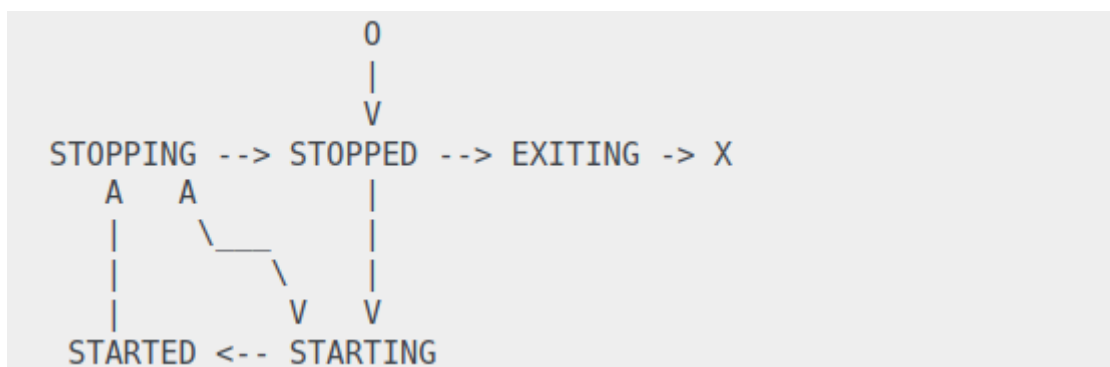 O
                 |
                 V
STOPPING --> STOPPED --> EXITING -> X
   A   A         |
   |    \___     |
   |        \    |
   |         V   V
 STARTED <-- STARTING